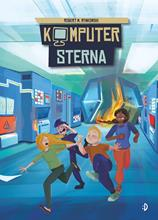 ROBERT M. RYNKOWSKI
KOMPUTER
STERNA
:D